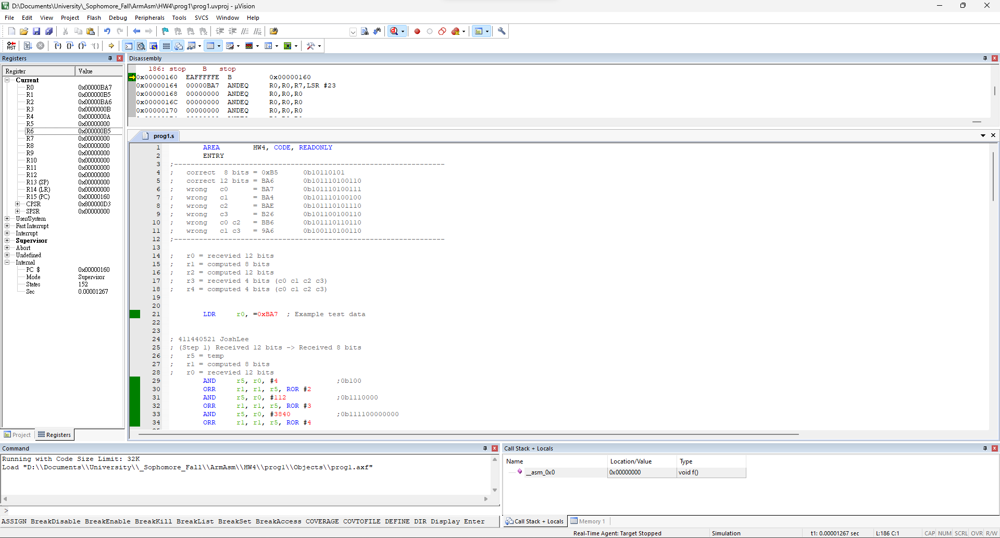 D:\Documents\University\_Sophomore_Fall\ArmAsm\HW4\prog1\prog1.uvproj - µVision
File Edit View Project Flash Debug Peripherals Tools SVCS Window Help
Registers
Register Value
Current
R0 0x00000BA7
R1 0x000000B5
R2 0x00000BA6
R3 0x0000000B
R4 0x0000000A
R5 0x00000000
R6 0x000000B5
R7 0x00000000
R8 0x00000000
R9 0x00000000
R10 0x00000000
R11 0x00000000
R12 0x00000000
R13 (SP) 0x00000000
R14 (LR) 0x00000000
R15 (PC) 0x00000160
CPSR 0x800000D3
SPSR 0x00000000
User/System
Fast Interrupt
Interrupt
Supervisor
Abort
Undefined
Internal
PC $ 0x00000160
Mode Supervisor
States 152
Sec 0.00001267
Project Registers
Disassembly
186: stop B stop
0x00000160 EAFFFFFE B 0x00000160
0x00000164 00000BA7 ANDEQ R0,R0,R7,LSR #23
0x00000168 00000000 ANDEQ R0,R0,R0
0x0000016C 00000000 ANDEQ R0,R0,R0
0x00000170 00000000 ANDEQ R0,R0,R0
prog1.s
1 AREA HW4, CODE, READONLY
2 ENTRY
3 ;-----------------------------------------------------------------
4 ; correct 8 bits = 0xB5 0b10110101
5 ; correct 12 bits = BA6 0b101110100110
6 ; wrong c0 = BA7 0b101110100111
7 ; wrong c1 = BA4 0b101110100100
8 ; wrong c2 = BAE 0b101110101110
9 ; wrong c3 = B26 0b101100100110
10 ; wrong c0 c2 = BB6 0b101110110110
11 ; wrong c1 c3 = 9A6 0b100110100110
12 ;-----------------------------------------------------------------
13
14 ; r0 = recevied 12 bits
15 ; r1 = computed 8 bits
16 ; r2 = computed 12 bits
17 ; r3 = recevied 4 bits (c0 c1 c2 c3)
18 ; r4 = computed 4 bits (c0 c1 c2 c3)
19
20
21 LDR r0, =0xBA7 ; Example test data
22
23
24 ; 411440521 JoshLee
25 ; (Step 1) Received 12 bits -> Received 8 bits
26 ; r5 = temp
27 ; r1 = computed 8 bits
28 ; r0 = recevied 12 bits
29 AND r5, r0, #4 ;0b100
30 ORR r1, r1, r5, ROR #2
31 AND r5, r0, #112 ;0b1110000
32 ORR r1, r1, r5, ROR #3
33 AND r5, r0, #3840 ;0b111100000000
34 ORR r1, r1, r5, ROR #4
Command
Running with Code Size Limit: 32K
Load "D:\\Documents\\University\\_Sophomore_Fall\\ArmAsm\\HW4\\prog1\\Objects\\prog1.axf"
>
ASSIGN BreakDisable BreakEnable BreakKill BreakList BreakSet BreakAccess COVERAGE COVTOFILE DEFINE DIR Display Enter
Call Stack + Locals
Name Location/Value Type
__asm_0x0 0x00000000 void f()
Call Stack + Locals Memory 1
Real-Time Agent: Target Stopped Simulation t1: 0.00001267 sec L:186 C:1 CAP NUM SCRL OVR R/W